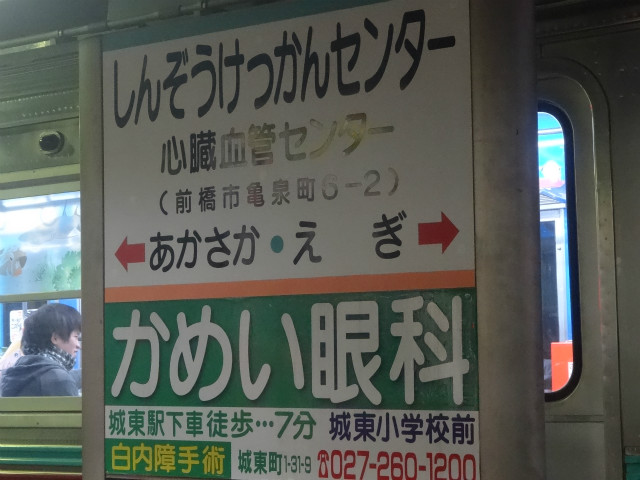 しんぞうけっかんセンター
心臓血管センター
(前橋市亀泉町6-2)
あかさか・えぎ
かめい眼科
城東駅下車徒歩…7分 城東小学校前
白内障手術 城東町1-31-9 ☎027-260-1200